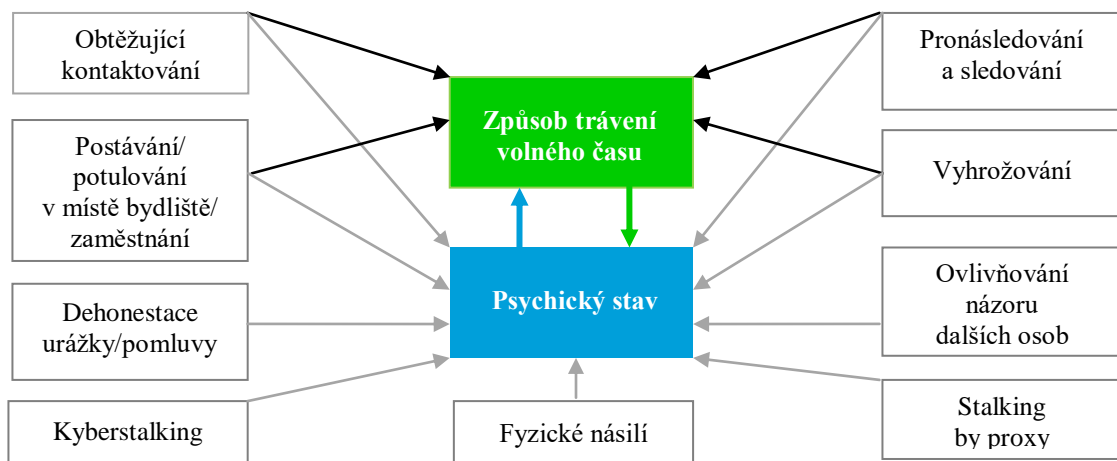 Obtěžující
kontaktování
Postávání/
potulování
v místě bydliště/
zaměstnání
Dehonestace
urážky/pomluvy
Kyberstalking
Způsob trávení
volného času
Psychický stav
Fyzické násilí
Pronásledování
a sledování
Vyhrožování
Ovlivňování
názoru
dalších osob
Stalking
by proxy